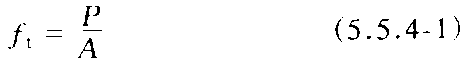 f_t = P/A (5.5.4-1)